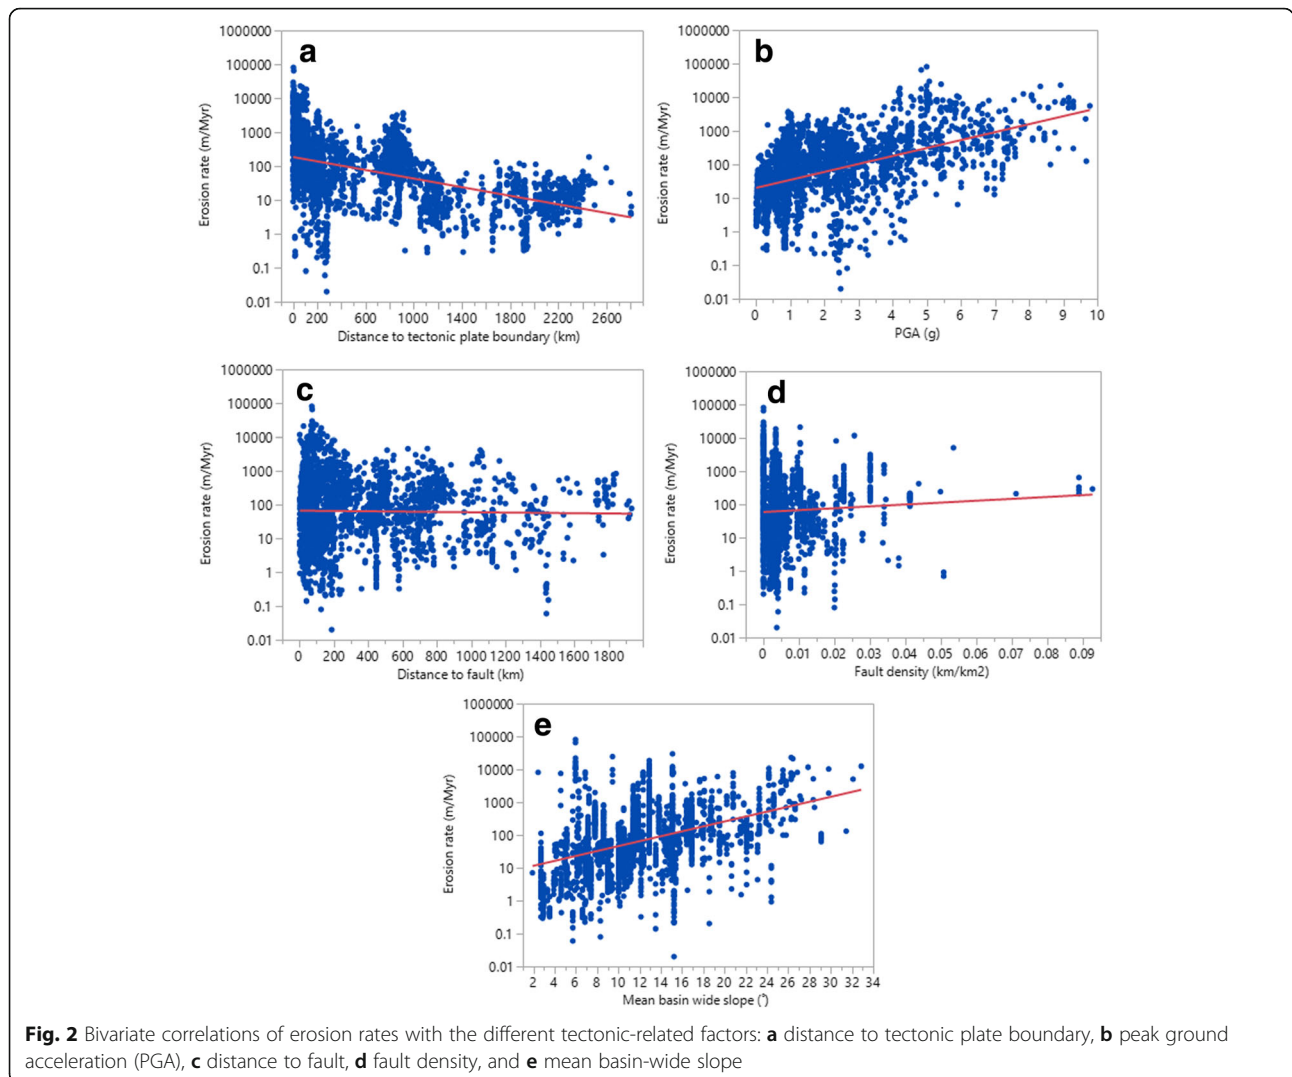 a
1000000
100000
10000
1000
100
10
1
0.1
0.01
Erosion rate (m/Myr)
0 200 600 1000 1400 1800 2200 2600
Distance to tectonic plate boundary (km)
b
1000000
100000
10000
1000
100
10
1
0.1
0.01
Erosion rate (m/Myr)
0 1 2 3 4 5 6 7 8 9 10
PGA (g)
c
1000000
100000
10000
1000
100
10
1
0.1
0.01
Erosion rate (m/Myr)
0 200 400 600 800 1000 1200 1400 1600 1800
Distance to fault (km)
d
1000000
100000
10000
1000
100
10
1
0.1
0.01
Erosion rate (m/Myr)
0 0.01 0.02 0.03 0.04 0.05 0.06 0.07 0.08 0.09
Fault density (km/km2)
e
1000000
100000
10000
1000
100
10
1
0.1
0.01
Erosion rate (m/Myr)
2 4 6 8 10 12 14 16 18 20 22 24 26 28 30 32 34
Mean basin wide slope (°)
Fig. 2 Bivariate correlations of erosion rates with the different tectonic-related factors: a distance to tectonic plate boundary, b peak ground
acceleration (PGA), c distance to fault, d fault density, and e mean basin-wide slope